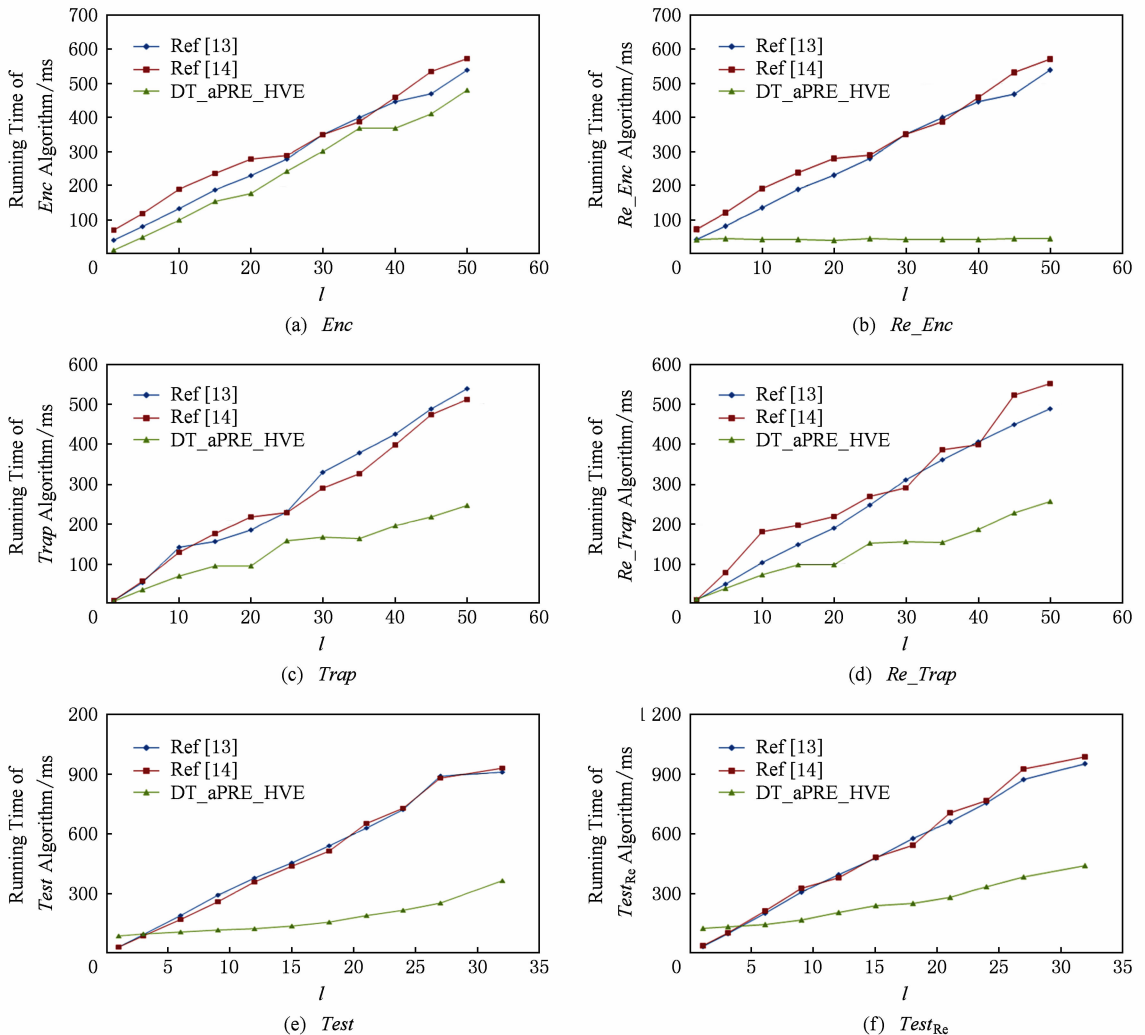 700
600
500
400
300
200
100
0
10
20
30
40
50
60
Running Time of
Enc Algorithm/ms
Ref [13]
Ref [14]
DT_aPRE_HVE
l
(a) Enc
700
600
500
400
300
200
100
0
10
20
30
40
50
60
Running Time of
Re_Enc Algorithm/ms
Ref [13]
Ref [14]
DT_aPRE_HVE
l
(b) Re_Enc
600
500
400
300
200
100
0
10
20
30
40
50
60
Running Time of
Trap Algorithm/ms
Ref [13]
Ref [14]
DT_aPRE_HVE
l
(c) Trap
600
500
400
300
200
100
0
10
20
30
40
50
60
Running Time of
Re_Trap Algorithm/ms
Ref [13]
Ref [14]
DT_aPRE_HVE
l
(d) Re_Trap
1 200
900
600
300
0
5
10
15
20
25
30
35
Running Time of
Test Algorithm/ms
Ref [13]
Ref [14]
DT_aPRE_HVE
l
(e) Test
1 200
900
600
300
0
5
10
15
20
25
30
35
Running Time of
TestRe Algorithm/ms
Ref [13]
Ref [14]
DT_aPRE_HVE
l
(f) TestRe